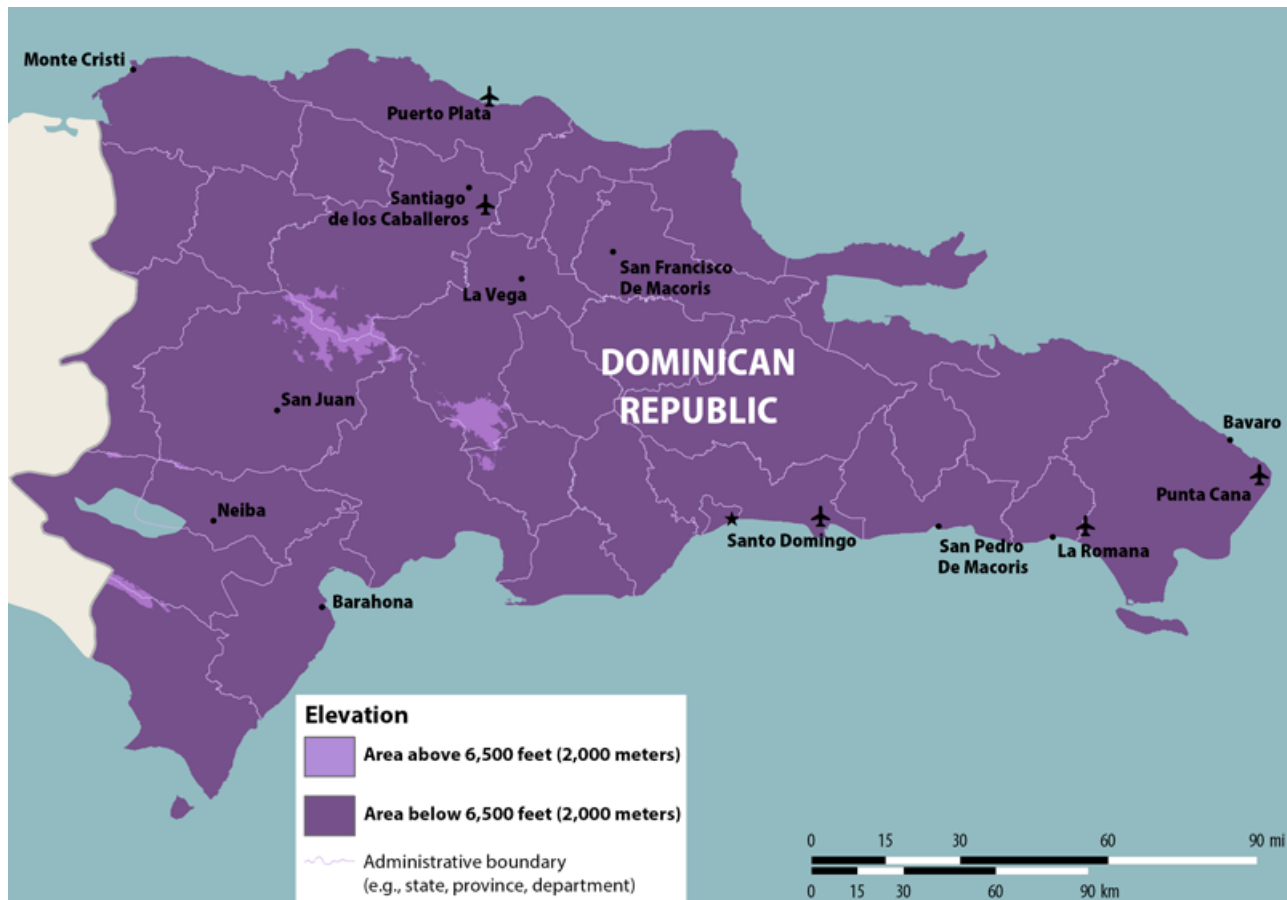 Monte Cristi
Puerto Plata
Santiago
de los Caballeros
San Francisco
De Macoris
La Vega
DOMINICAN
REPUBLIC
San Juan
Bavaro
Punta Cana
Neiba
Santo Domingo
San Pedro
De Macoris
La Romana
Barahona
Elevation
Area above 6,500 feet (2,000 meters)
Area below 6,500 feet (2,000 meters)
Administrative boundary
(e.g., state, province, department)
0 15 30 60 90 mi
0 15 30 60 90 km